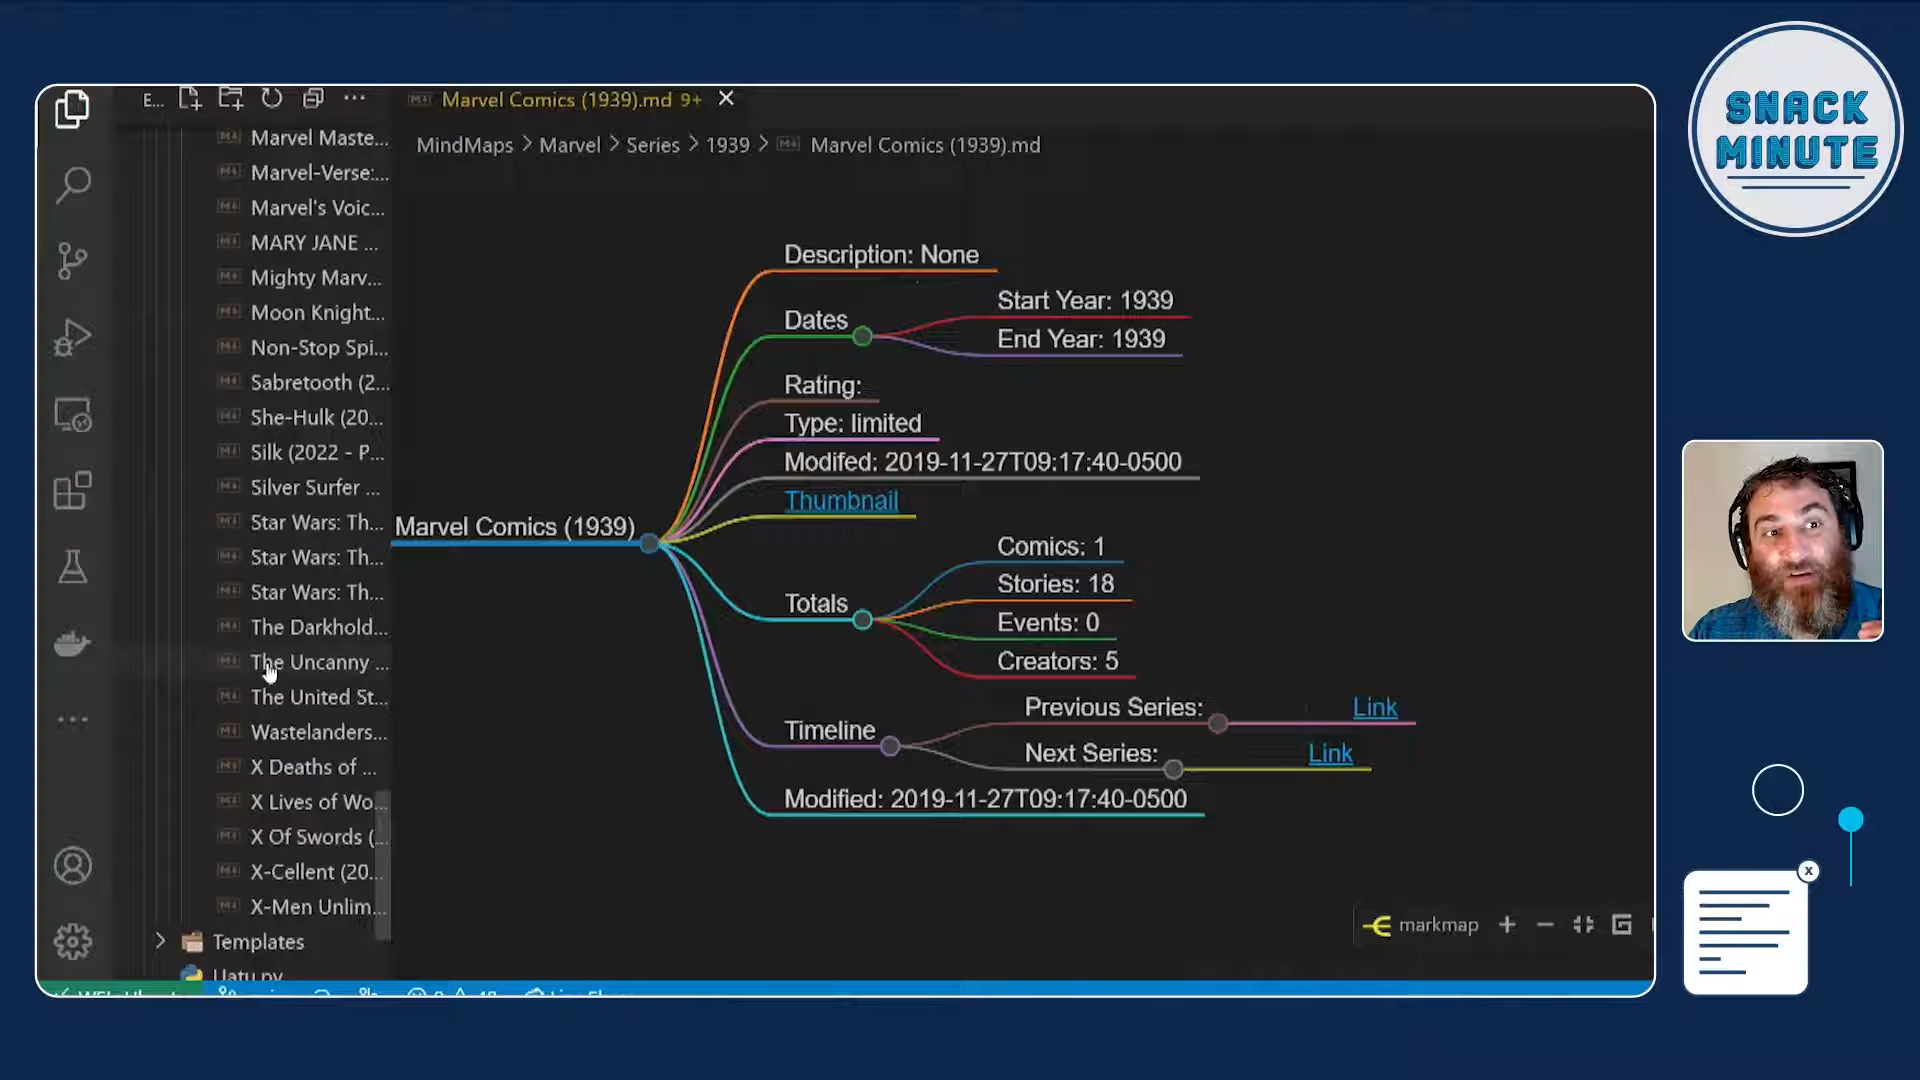 SNACK
MINUTE
E...
Marvel Comics (1939).md 9+
MindMaps > Marvel > Series > 1939 > Marvel Comics (1939).md
Marvel Maste...
Marvel-Verse:...
Marvel's Voic...
MARY JANE ...
Mighty Marv...
Moon Knight...
Non-Stop Spi...
Sabretooth (2...
She-Hulk (20...
Silk (2022 - P...
Silver Surfer ...
Star Wars: Th...
Star Wars: Th...
Star Wars: Th...
The Darkhold...
The Uncanny ...
The United St...
Wastelanders...
X Deaths of ...
X Lives of Wo...
X Of Swords (...
X-Cellent (20...
X-Men Unlim...
Templates
Uatu.py
Marvel Comics (1939)
Description: None
Dates
Start Year: 1939
End Year: 1939
Rating:
Type: limited
Modifed: 2019-11-27T09:17:40-0500
Thumbnail
Totals
Comics: 1
Stories: 18
Events: 0
Creators: 5
Timeline
Previous Series:
Link
Next Series:
Link
Modified: 2019-11-27T09:17:40-0500
markmap
x